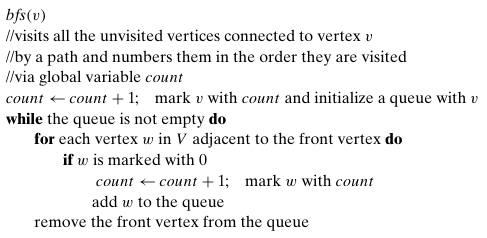 bfs(v)
//visits all the unvisited vertices connected to vertex v
//by a path and numbers them in the order they are visited
//via global variable count
count ← count + 1; mark v with count and initialize a queue with v
while the queue is not empty do
for each vertex w in V adjacent to the front vertex do
if w is marked with 0
count ← count + 1; mark w with count
add w to the queue
remove the front vertex from the queue